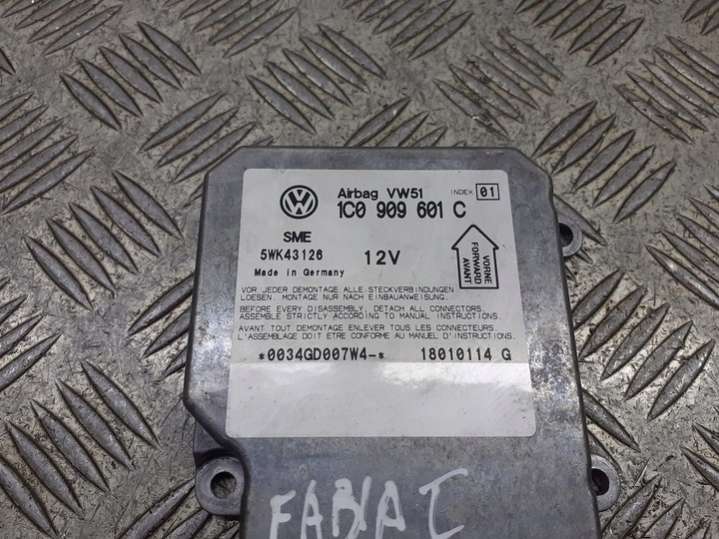 Airbag VW51 INDEX 01
1C0 909 601 C
SME
5WK43126 12V
Made in Germany
VORNE
FORWARD
AVANT
VOR JEDER DEMONTAGE ALLE STECKVERBINDUNGEN
LOESEN. MONTAGE NUR NACH EINBAUANWEISUNG.
BEFORE EVERY DISASSEMBLY, DETACH ALL CONNECTORS
ASSEMBLE STRICTLY ACCORDING TO MANUAL INSTRUCTIONS.
AVANT TOUT DEMONTAGE ENLEVER TOUS LES CONNECTEURS.
L'ASSEMBLAGE DOIT ETRE CONFORME AU MANUEL D'INSTRUCTIONS.
*0034GD007W4-* 18010114 G
FABIA I